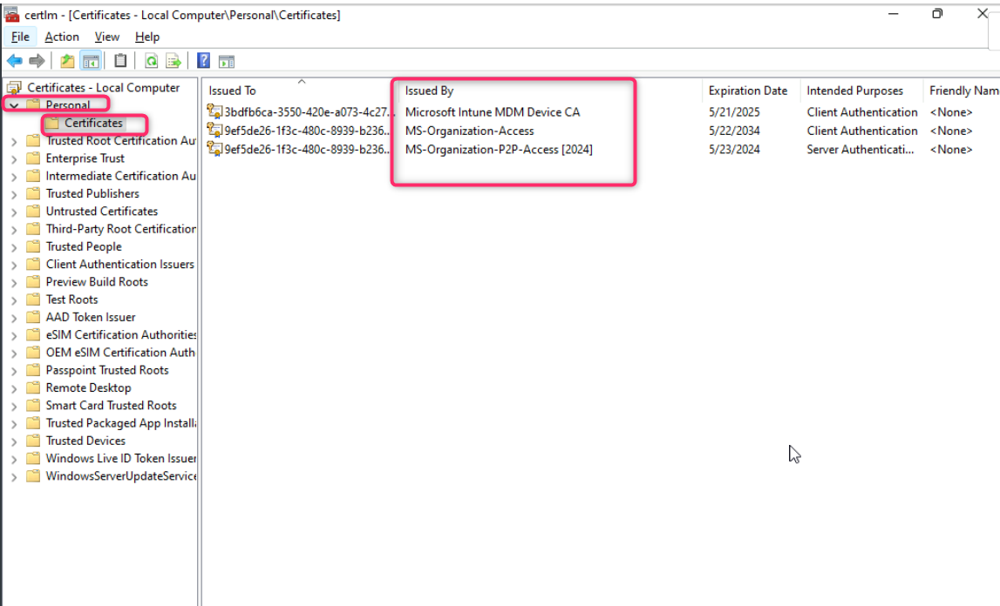 certlm - [Certificates - Local Computer\Personal\Certificates]
File Action View Help
Certificates - Local Computer
Personal
Certificates
Trusted Root Certification Au
Enterprise Trust
Intermediate Certification Au
Trusted Publishers
Untrusted Certificates
Third-Party Root Certification
Trusted People
Client Authentication Issuers
Preview Build Roots
Test Roots
AAD Token Issuer
eSIM Certification Authorities
OEM eSIM Certification Auth
Passpoint Trusted Roots
Remote Desktop
Smart Card Trusted Roots
Trusted Packaged App Installa
Trusted Devices
Windows Live ID Token Issuer
WindowsServerUpdateService
Issued To Issued By Expiration Date Intended Purposes Friendly Nam
3bdfb6ca-3550-420e-a073-4c27... Microsoft Intune MDM Device CA 5/21/2025 Client Authentication <None>
9ef5de26-1f3c-480c-8939-b236... MS-Organization-Access 5/22/2034 Client Authentication <None>
9ef5de26-1f3c-480c-8939-b236... MS-Organization-P2P-Access [2024] 5/23/2024 Server Authenticati... <None>